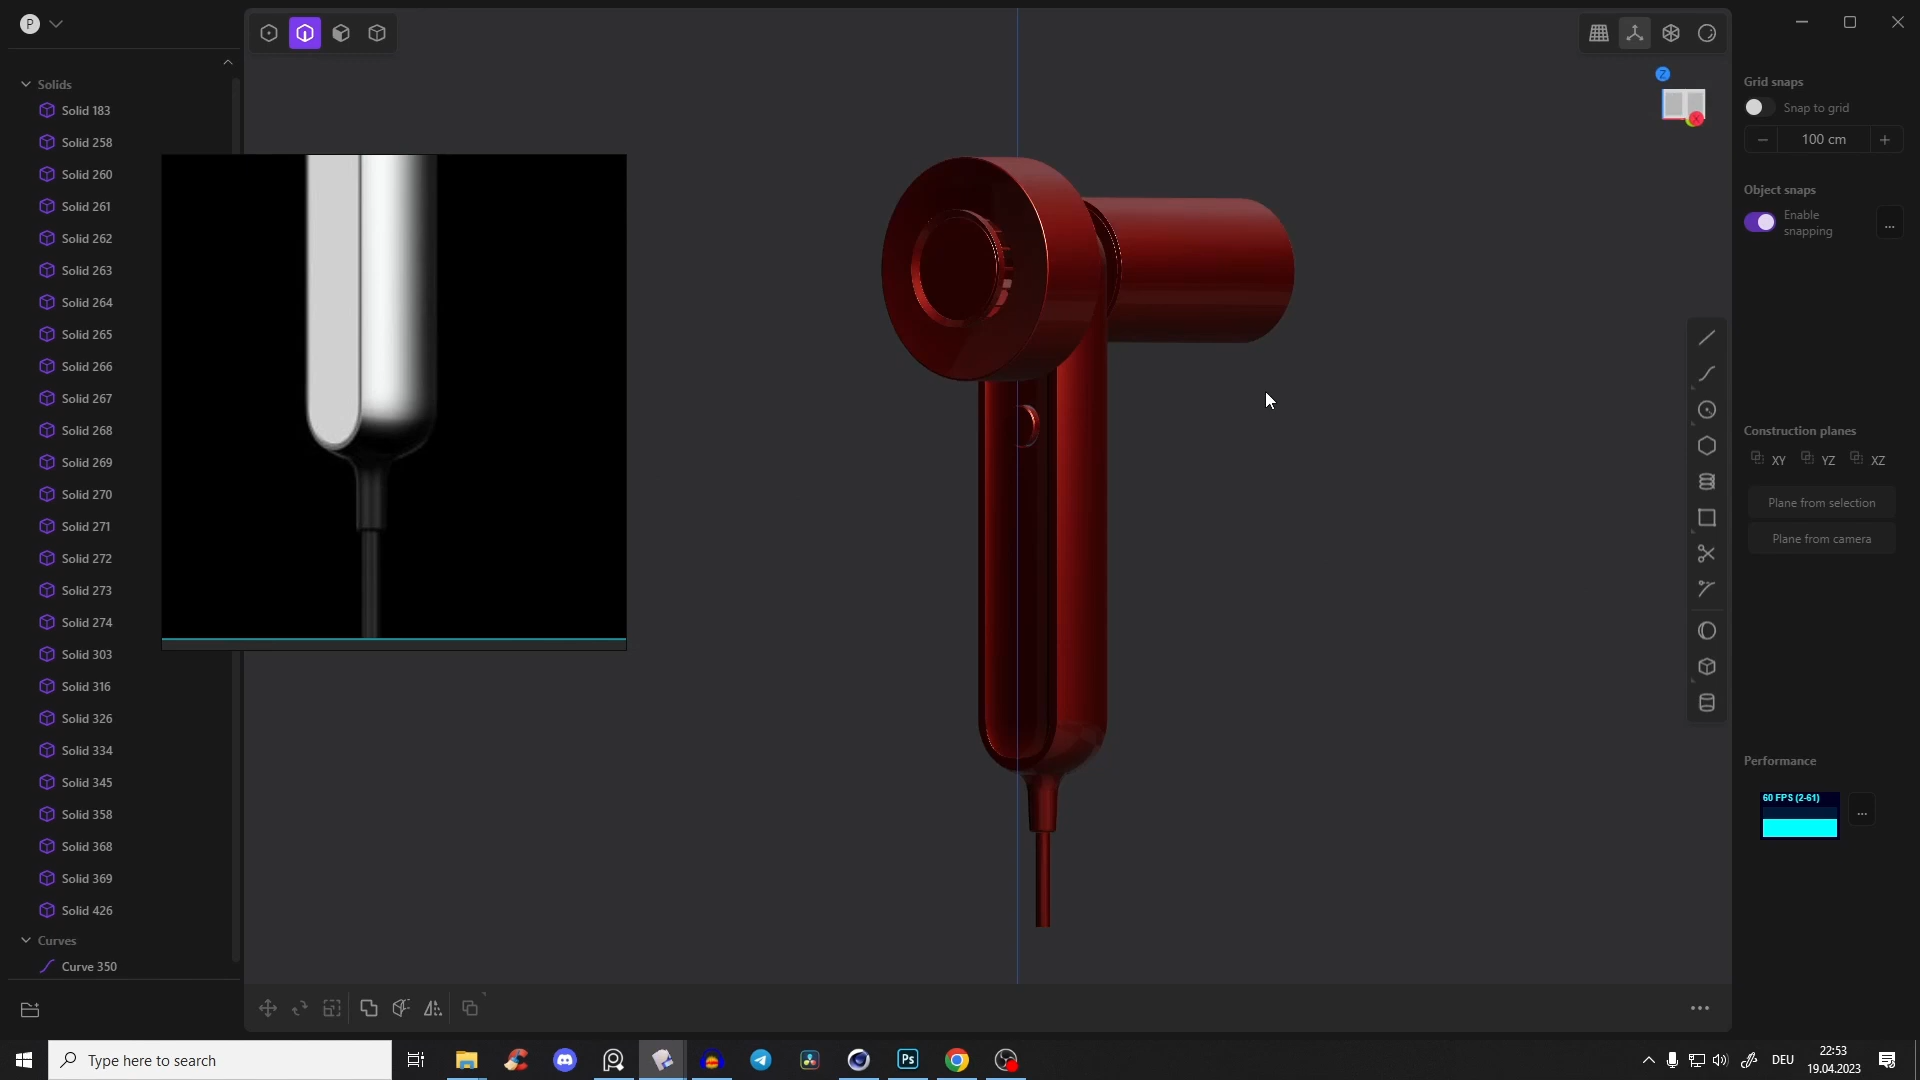 P
Solids
Solid 183
Solid 258
Solid 260
Solid 261
Solid 262
Solid 263
Solid 264
Solid 265
Solid 266
Solid 267
Solid 268
Solid 269
Solid 270
Solid 271
Solid 272
Solid 273
Solid 274
Solid 303
Solid 316
Solid 326
Solid 334
Solid 345
Solid 358
Solid 368
Solid 369
Solid 426
Curves
Curve 350
Z
X
Grid snaps
Snap to grid
100 cm
Object snaps
Enable
snapping
...
Construction planes
XY YZ XZ
Plane from selection
Plane from camera
Performance
60 FPS (2-61)
...
Type here to search
Ps
DEU
22:53
19.04.2023